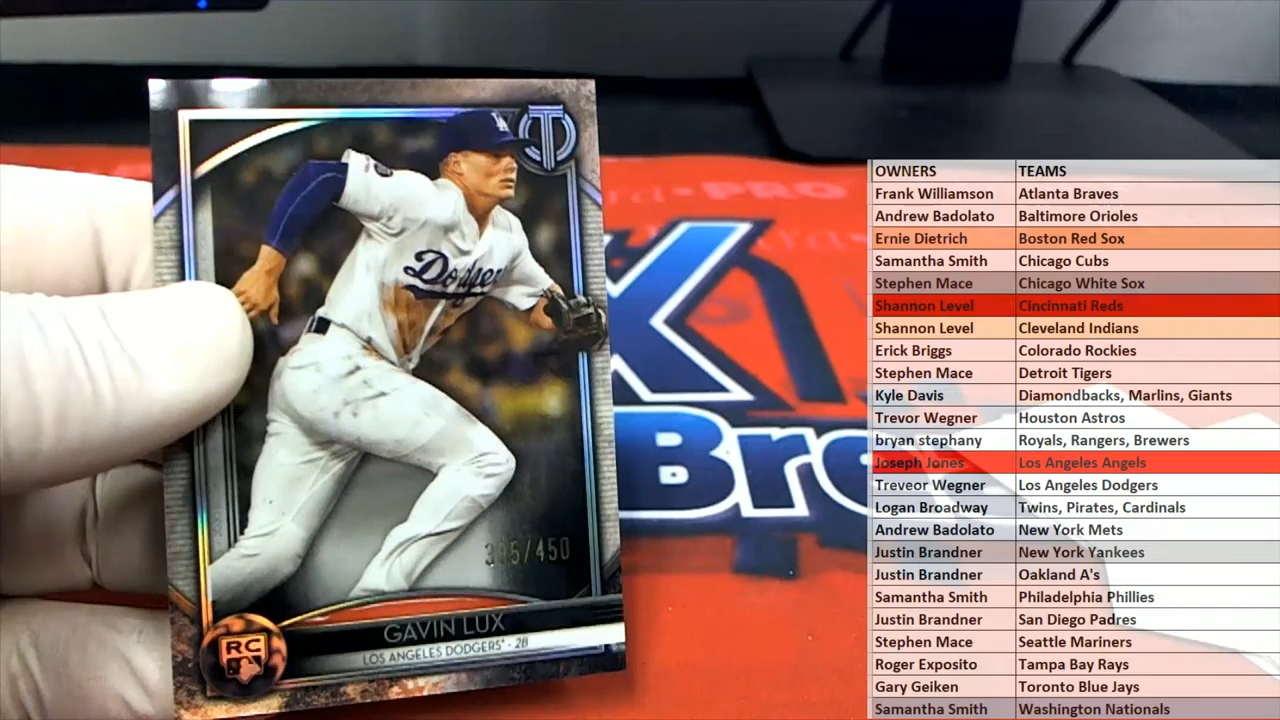 LA
Dodgers
385/450
GAVIN LUX
LOS ANGELES DODGERS - 2B
RC
PRO
K
Bre
OWNERS TEAMS
Frank Williamson Atlanta Braves
Andrew Badolato Baltimore Orioles
Ernie Dietrich Boston Red Sox
Samantha Smith Chicago Cubs
Stephen Mace Chicago White Sox
Shannon Level Cincinnati Reds
Shannon Level Cleveland Indians
Erick Briggs Colorado Rockies
Stephen Mace Detroit Tigers
Kyle Davis Diamondbacks, Marlins, Giants
Trevor Wegner Houston Astros
bryan stephany Royals, Rangers, Brewers
Joseph Jones Los Angeles Angels
Treveor Wegner Los Angeles Dodgers
Logan Broadway Twins, Pirates, Cardinals
Andrew Badolato New York Mets
Justin Brandner New York Yankees
Justin Brandner Oakland A's
Samantha Smith Philadelphia Phillies
Justin Brandner San Diego Padres
Stephen Mace Seattle Mariners
Roger Exposito Tampa Bay Rays
Gary Geiken Toronto Blue Jays
Samantha Smith Washington Nationals